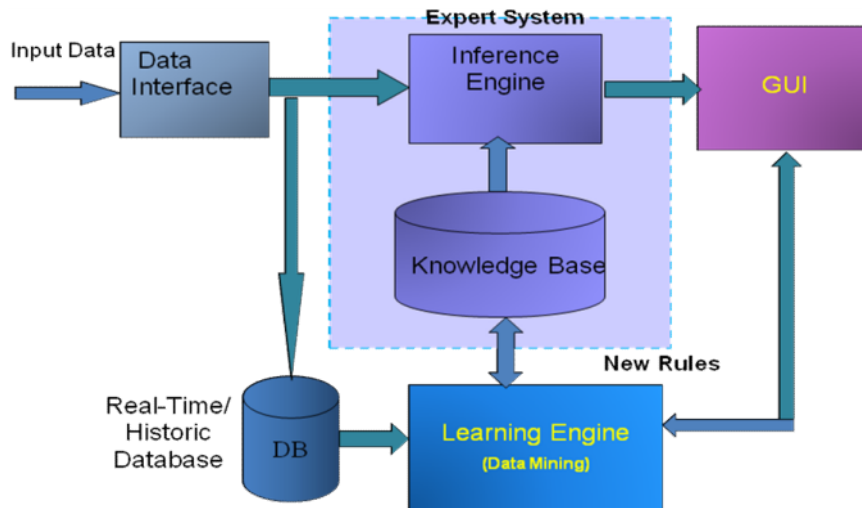 Expert System
Input Data
Data
Interface
Inference
Engine
GUI
Knowledge Base
New Rules
Real-Time/
Historic
Database
DB
Learning Engine
(Data Mining)